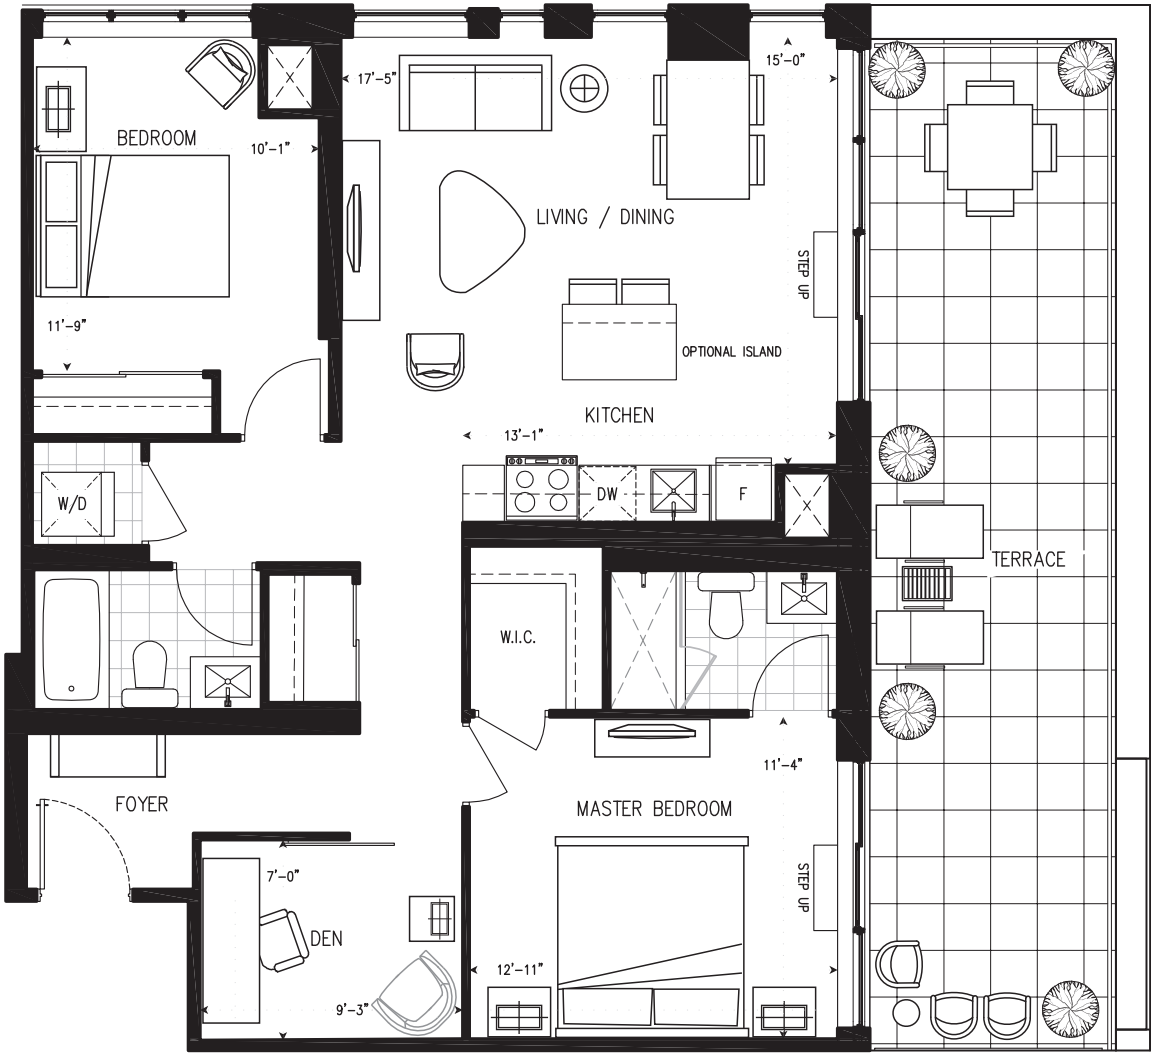 17'-5"
15'-0"
BEDROOM
10'-1"
LIVING / DINING
STEP UP
11'-9"
OPTIONAL ISLAND
KITCHEN
13'-1"
W/D
DW
F
TERRACE
W.I.C.
11'-4"
FOYER
MASTER BEDROOM
7'-0"
STEP UP
DEN
12'-11"
9'-3"